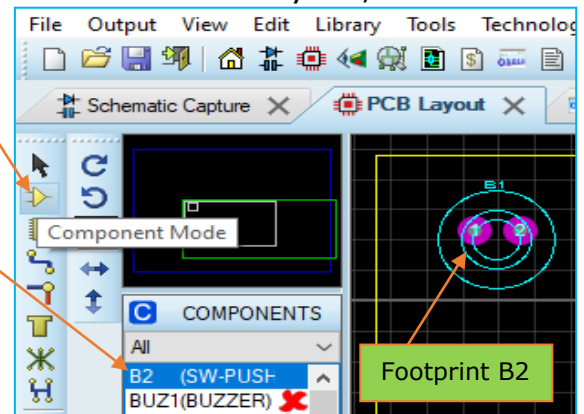 File Output View Edit Library Tools Technolog
Schematic Capture PCB Layout
B1
1 2
Component Mode
C COMPONENTS
All
B2 (SW-PUSH
BUZ1(BUZZER)
Footprint B2